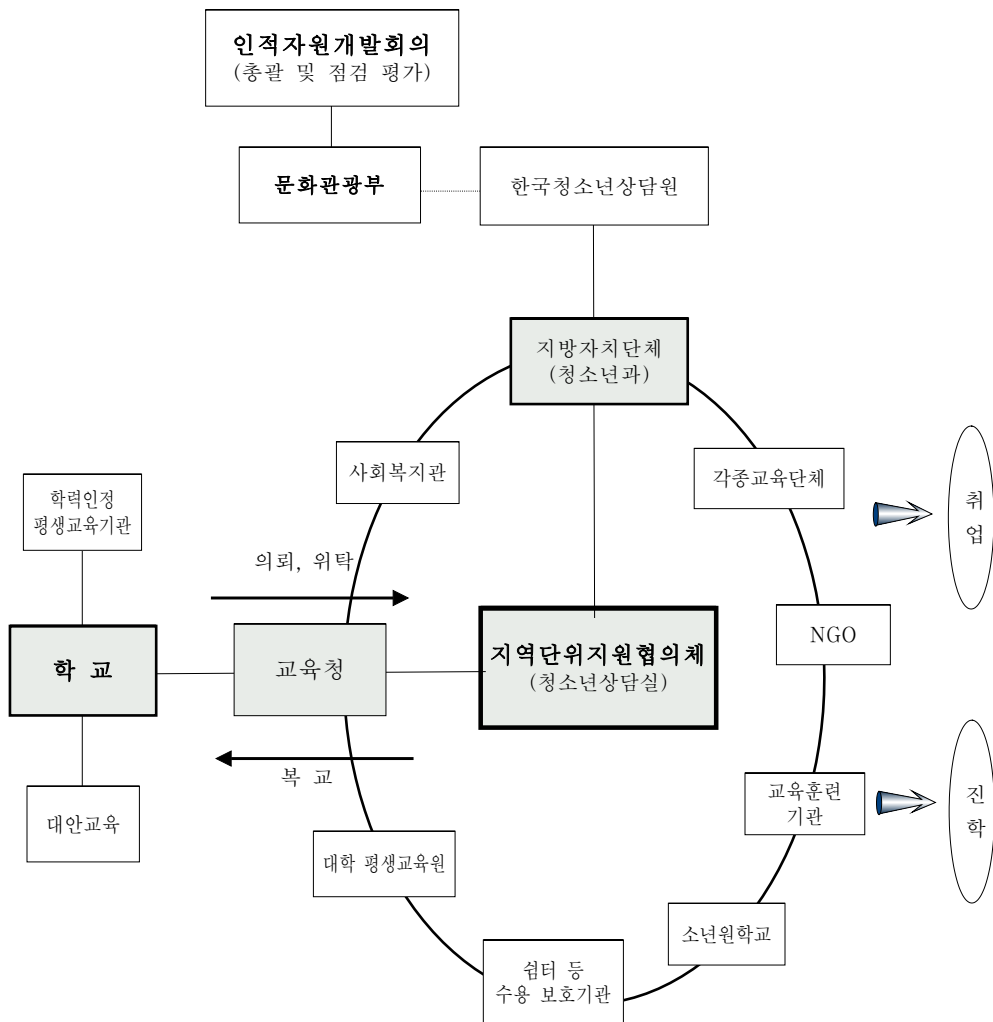 인적자원개발회의
(총괄 및 점검 평가)
문화관광부
한국청소년상담원
지방자치단체
(청소년과)
사회복지관
각종교육단체
취
업
학력인정
평생교육기관
의뢰, 위탁
NGO
학 교
교육청
지역단위지원협의체
(청소년상담실)
복 교
교육훈련
기관
진
학
대안교육
대학 평생교육원
소년원학교
쉼터 등
수용 보호기관